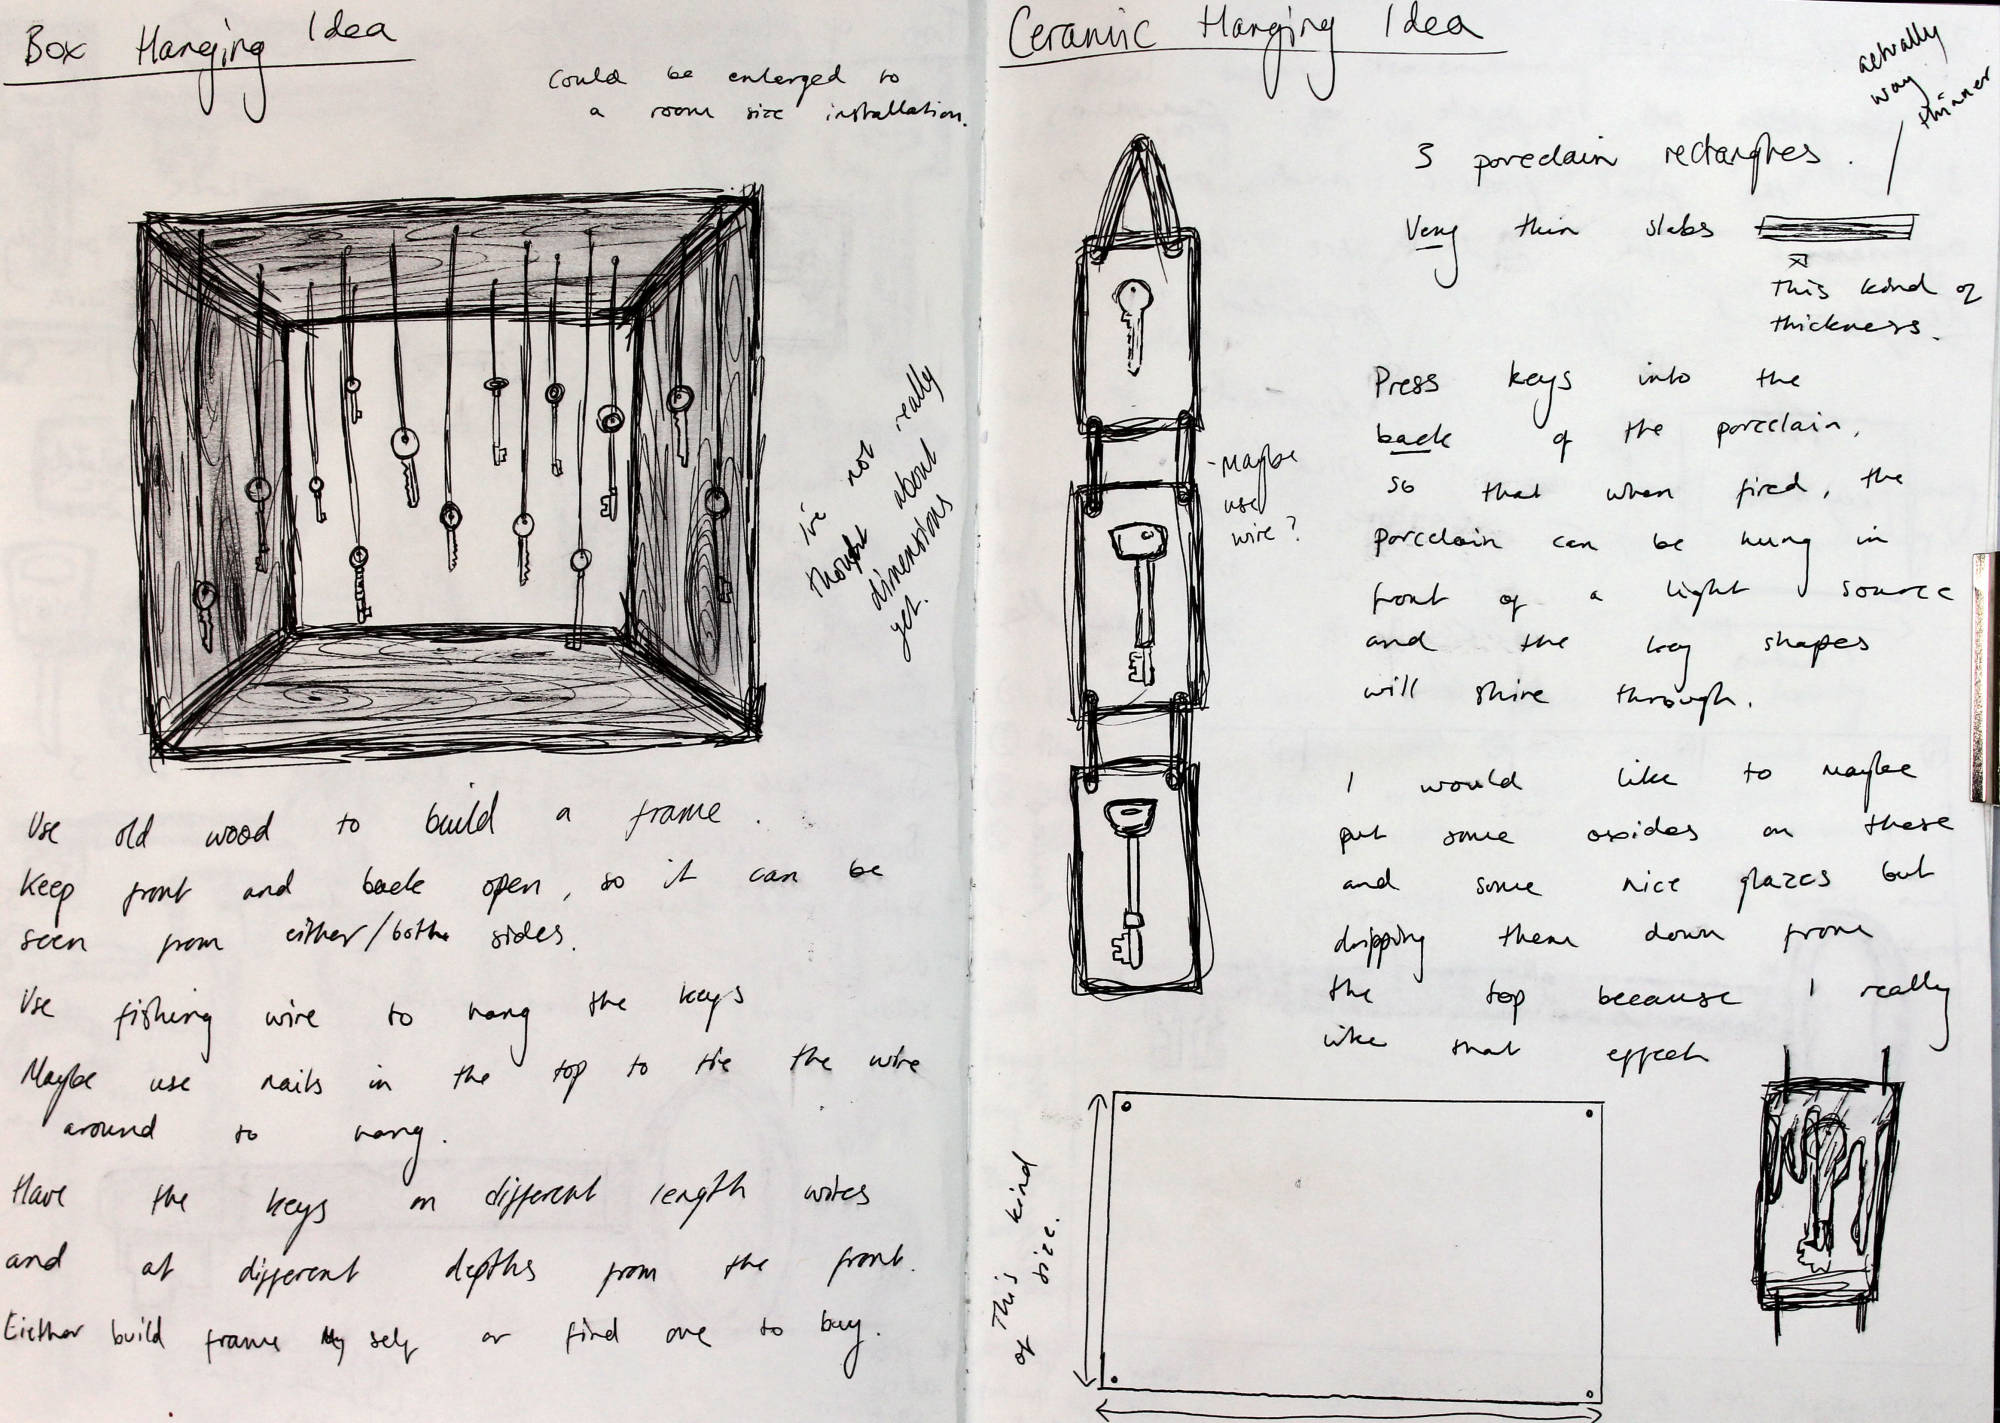 Box Hanging Idea
Could be enlarged to
a room size installation.
i've not really
thought about
dimensions
yet.
Use old wood to build a frame.
Keep front and back open, so it can be
seen from either/both sides.
Use fishing wire to hang the keys
Maybe use nails in the top to tie the wire
around to hang.
Have the keys on different length wires
and at different depths from the front.
Eiether build frame My self or find one to buy.
Ceramic Hanging Idea
actually
way
thinner
3 porcelain rectangles.
Very thin slabs
This kind of
thickness.
Press keys into the
back of the porcelain,
so that when fired, the
porcelain can be hung in
front of a light source
and the key shapes
will shine through.
- Maybe
use
wire?
I would like to maybe
put some oxides on these
and some nice glazes but
dripping them down from
the top because I really
like that effect
This kind
of size.